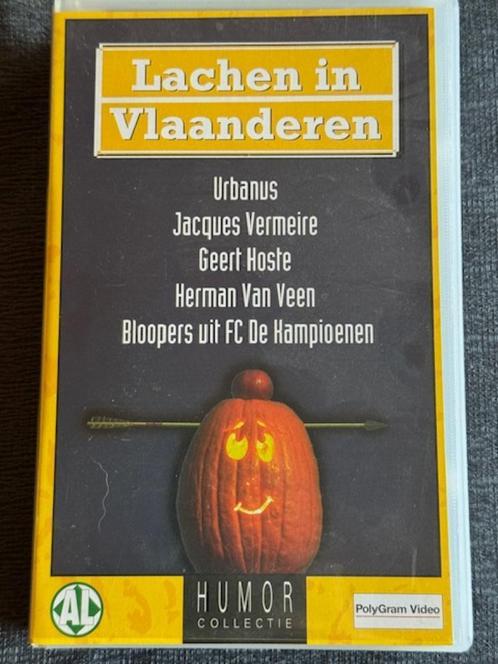 Lachen in
Vlaanderen
Urbanus
Jacques Vermeire
Geert Hoste
Herman Van Veen
Bloopers uit FC De Kampioenen
AL
HUMOR
COLLECTIE
PolyGram Video